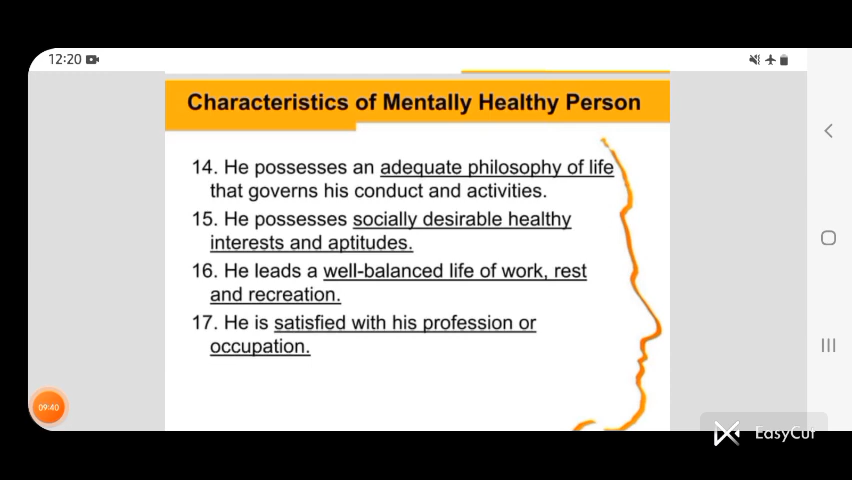 12:20
Characteristics of Mentally Healthy Person
14. He possesses an adequate philosophy of life
that governs his conduct and activities.
15. He possesses socially desirable healthy
interests and aptitudes.
16. He leads a well-balanced life of work, rest
and recreation.
17. He is satisfied with his profession or
occupation.
09:40
EasyCut